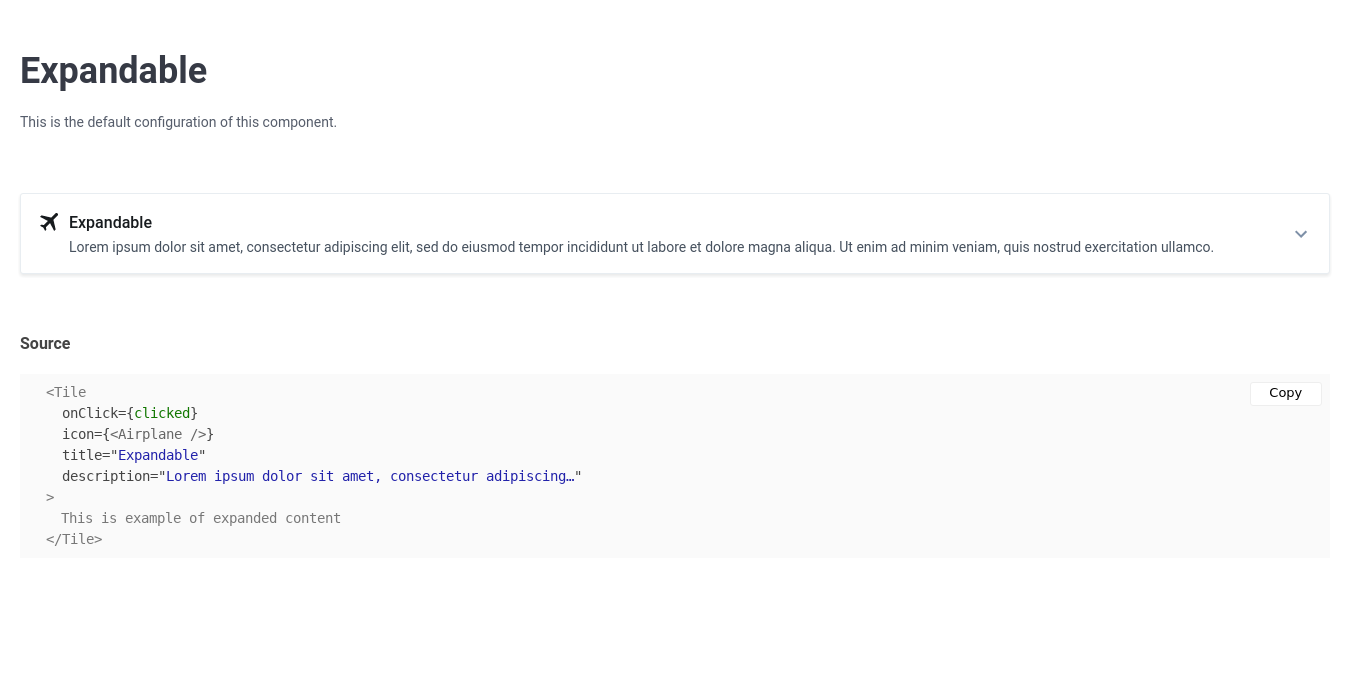 Expandable
This is the default configuration of this component.
Expandable
Lorem ipsum dolor sit amet, consectetur adipiscing elit, sed do eiusmod tempor incididunt ut labore et dolore magna aliqua. Ut enim ad minim veniam, quis nostrud exercitation ullamco.
Source
Copy
<Tile
  onClick={clicked}
  icon={<Airplane />}
  title="Expandable"
  description="Lorem ipsum dolor sit amet, consectetur adipiscing…"
>
  This is example of expanded content
</Tile>